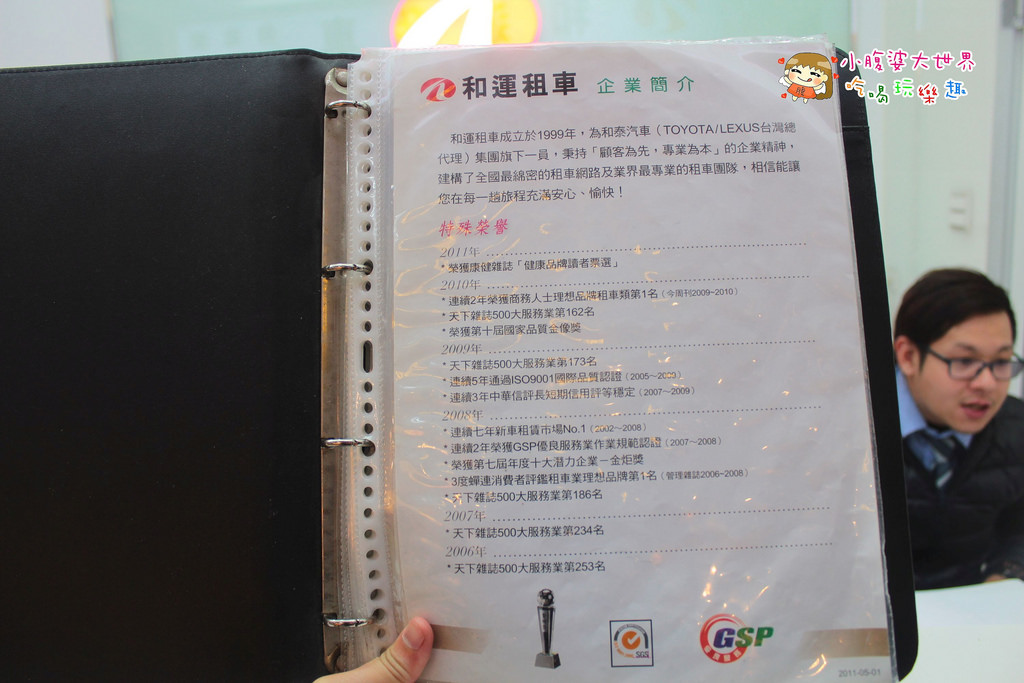 小腹婆大世界
吃喝玩樂趣
和運租車 企業簡介
和運租車成立於1999年，為和泰汽車（TOYOTA/LEXUS台灣總
代理）集團旗下一員，秉持「顧客為先，專業為本」的企業精神，
建構了全國最綿密的租車網路及業界最專業的租車團隊，相信能讓
您在每一趟旅程充滿安心、愉快！
特殊榮譽
2011年
*榮獲康健雜誌「健康品牌讀者票選」
2010年
*連續2年榮獲商務人士理想品牌租車類第1名（今周刊2009~2010）
*天下雜誌500大服務業第162名
*榮獲第十屆國家品質金像獎
2009年
*天下雜誌500大服務業第173名
*連續5年通過ISO9001國際品質認證（2005~2009）
*連續3年中華信評長短期信用評等穩定（2007~2009）
2008年
*連續七年新車租賃市場No.1（2002~2008）
*連續2年榮獲GSP優良服務業作業規範認證（2007~2008）
*榮獲第七屆年度十大潛力企業－金炬獎
*3度蟬連消費者評鑑租車業理想品牌第1名（管理雜誌2006~2008）
*天下雜誌500大服務業第186名
2007年
*天下雜誌500大服務業第234名
2006年
*天下雜誌500大服務業第253名
SGS
GSP
2011-05-01